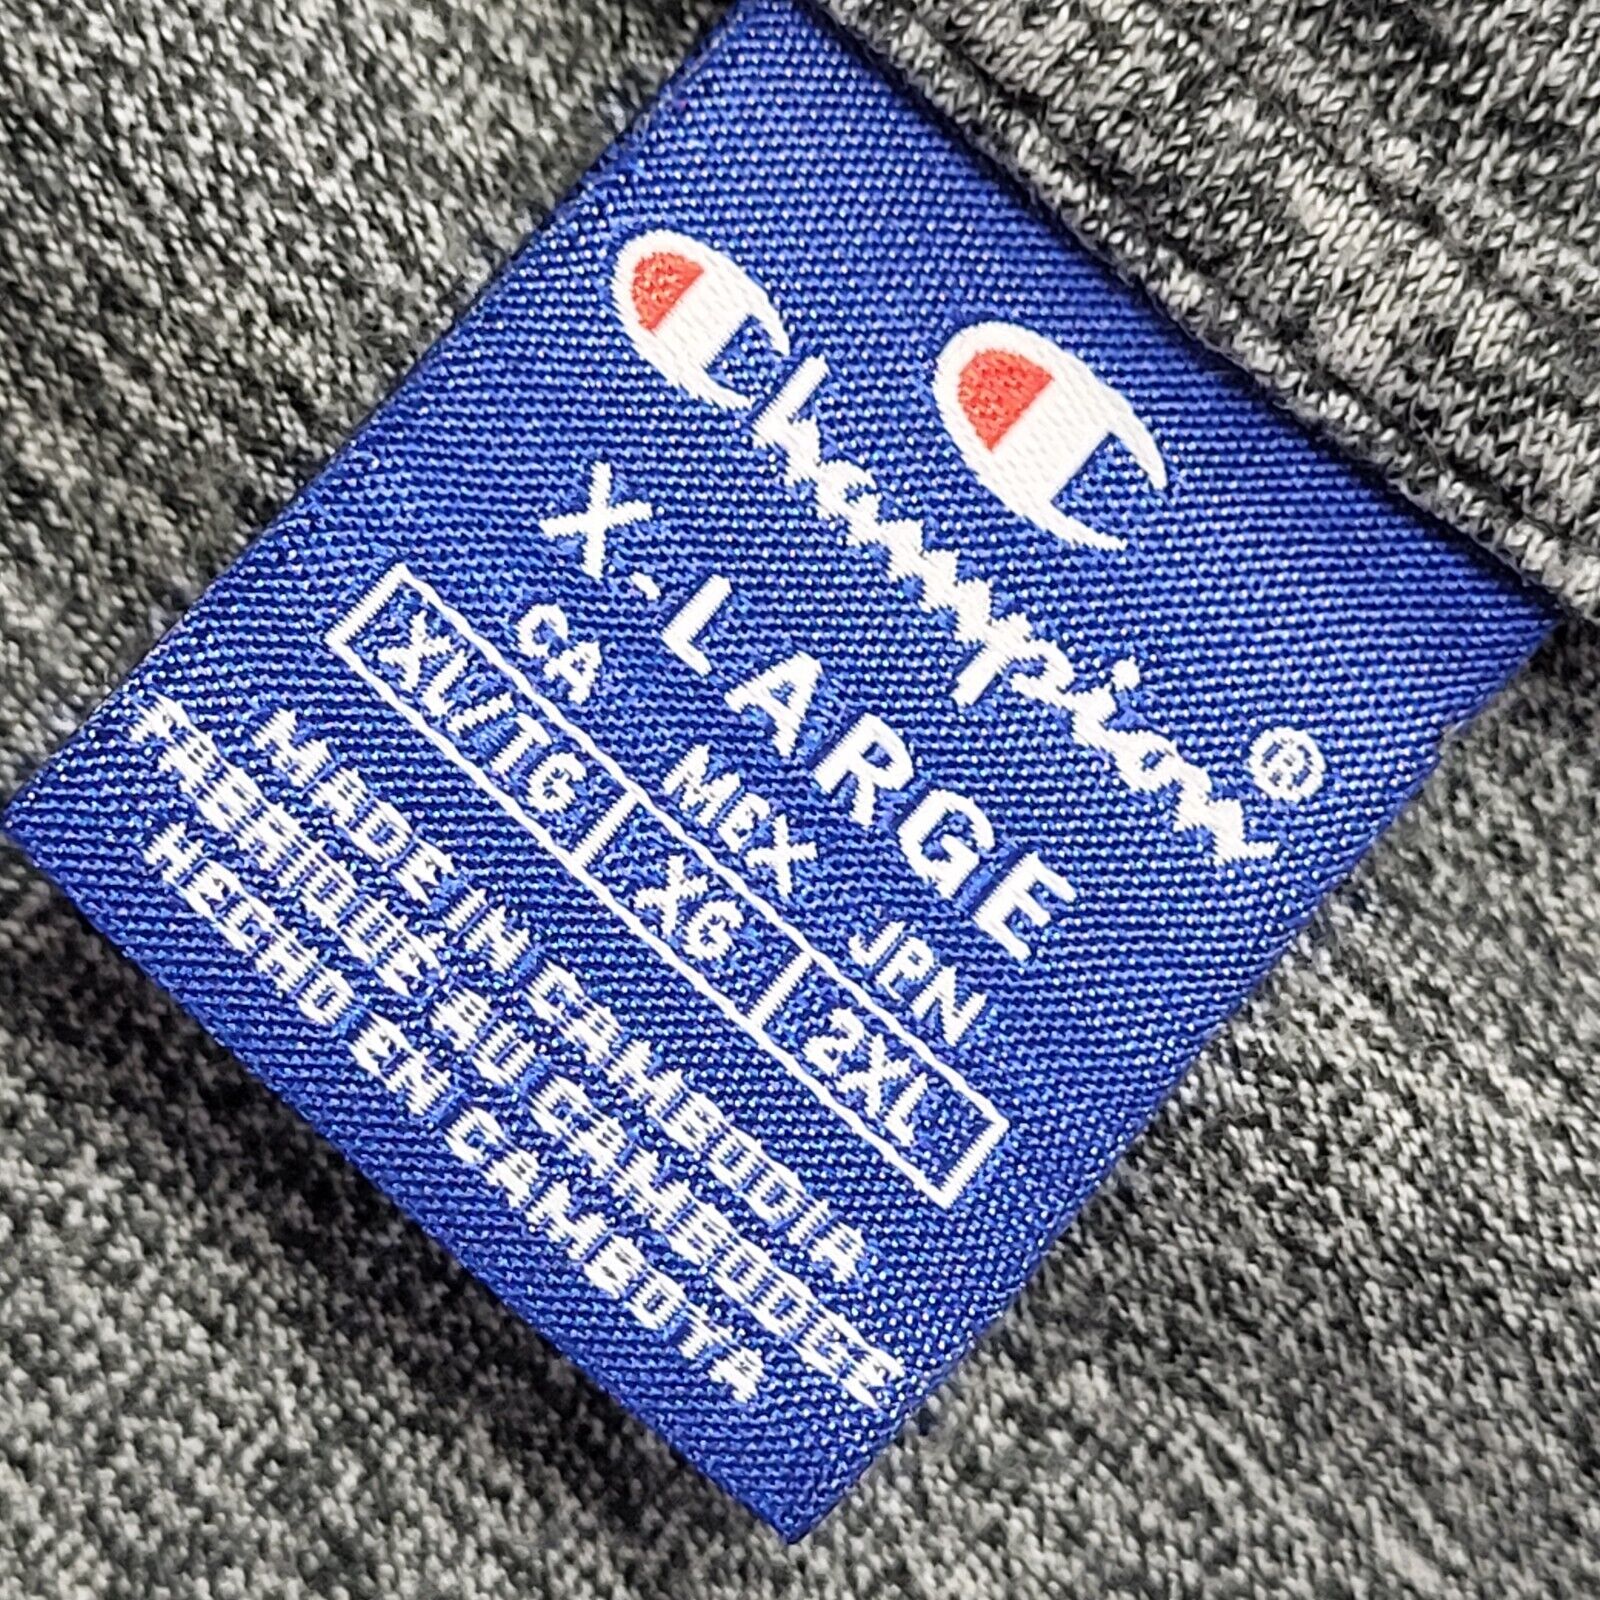 Champion®
X-LARGE
CA MEX JPN
XL/TG XG 2XL
MADE IN CAMBODIA
FABRIQUÉ AU CAMBODGE
HECHO EN CAMBOYA